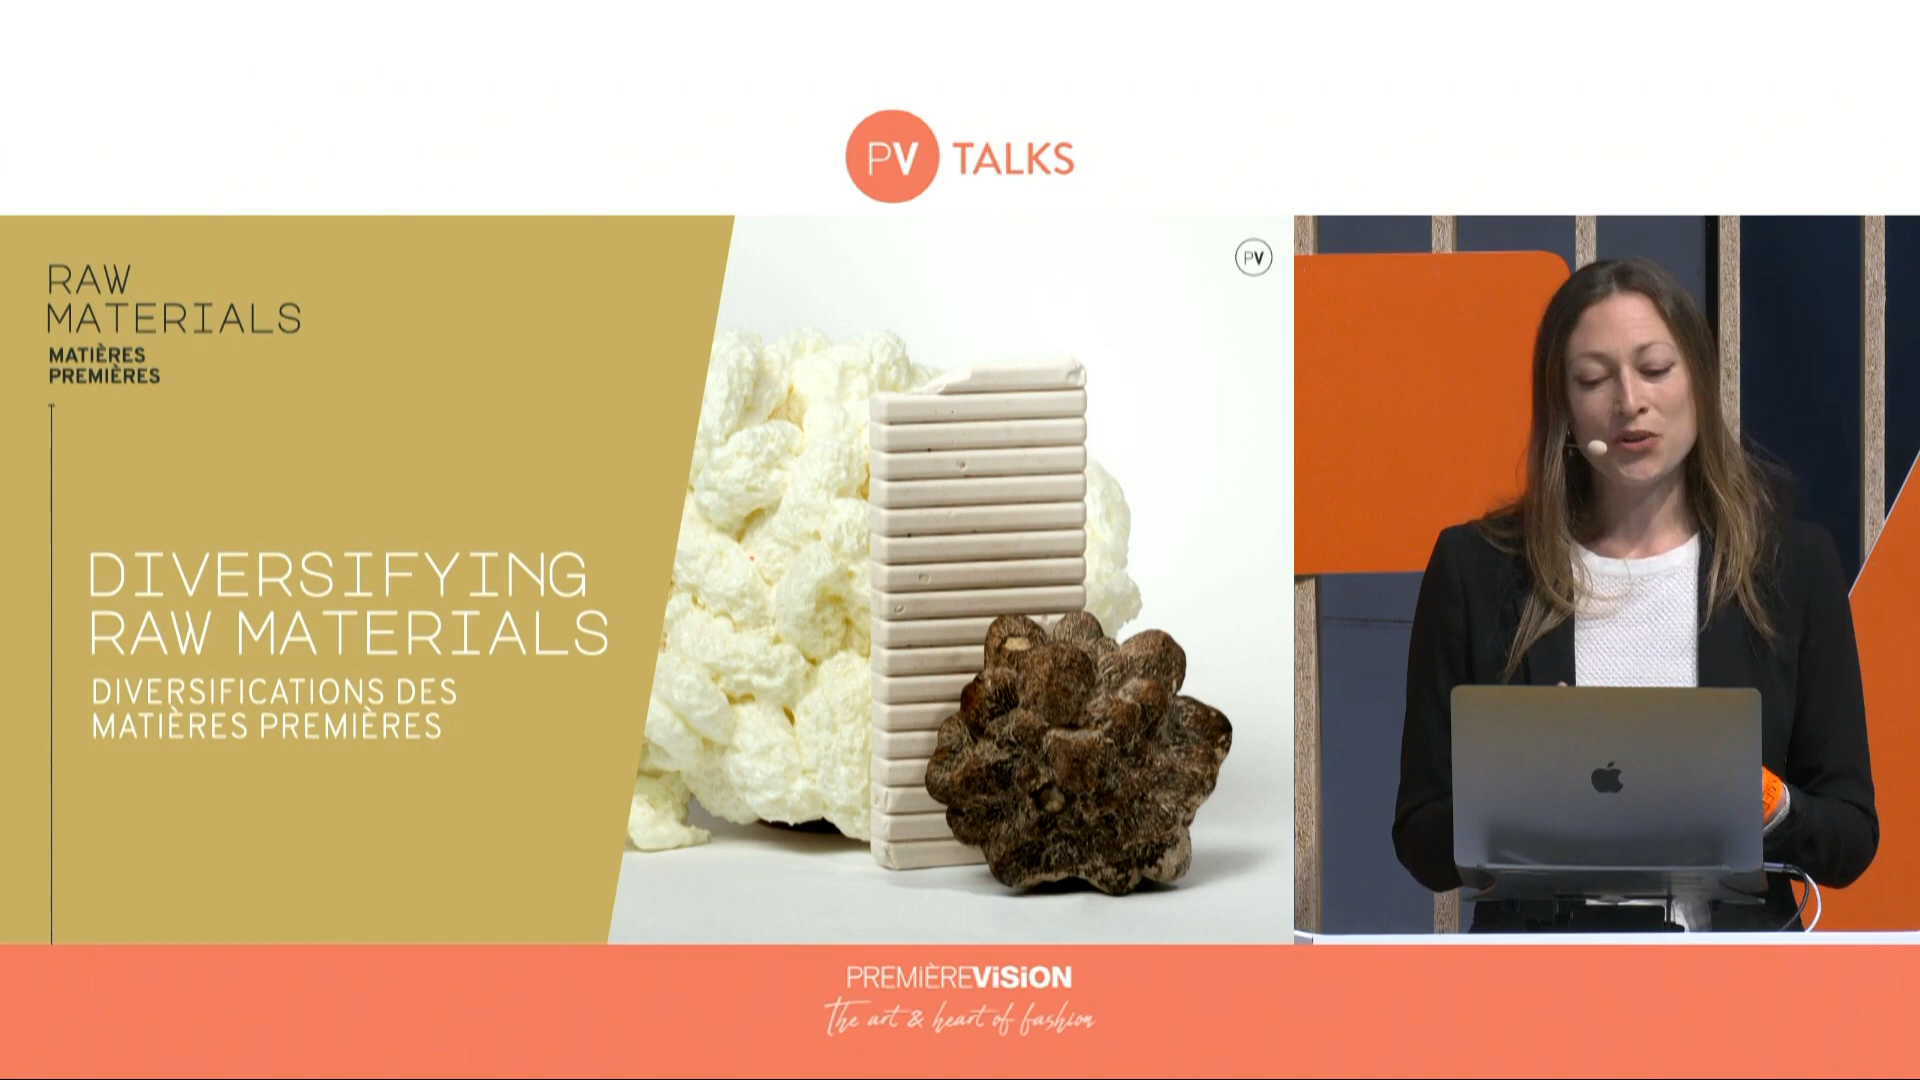 PV TALKS
RAW
MATERIALS
MATIÈRES
PREMIÈRES
PV
DIVERSIFYING
RAW MATERIALS
DIVERSIFICATIONS DES
MATIÈRES PREMIÈRES
PREMIÈREViSiON
The art & heart of fashion